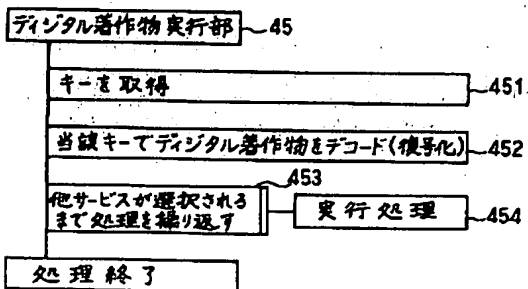 ディジタル著作物実行部 45
キーを取得 451
当該キーでディジタル著作物をデコード(復号化) 452
453
他サービスが選択される
まで処理を繰り返す
実行処理 454
処理終了